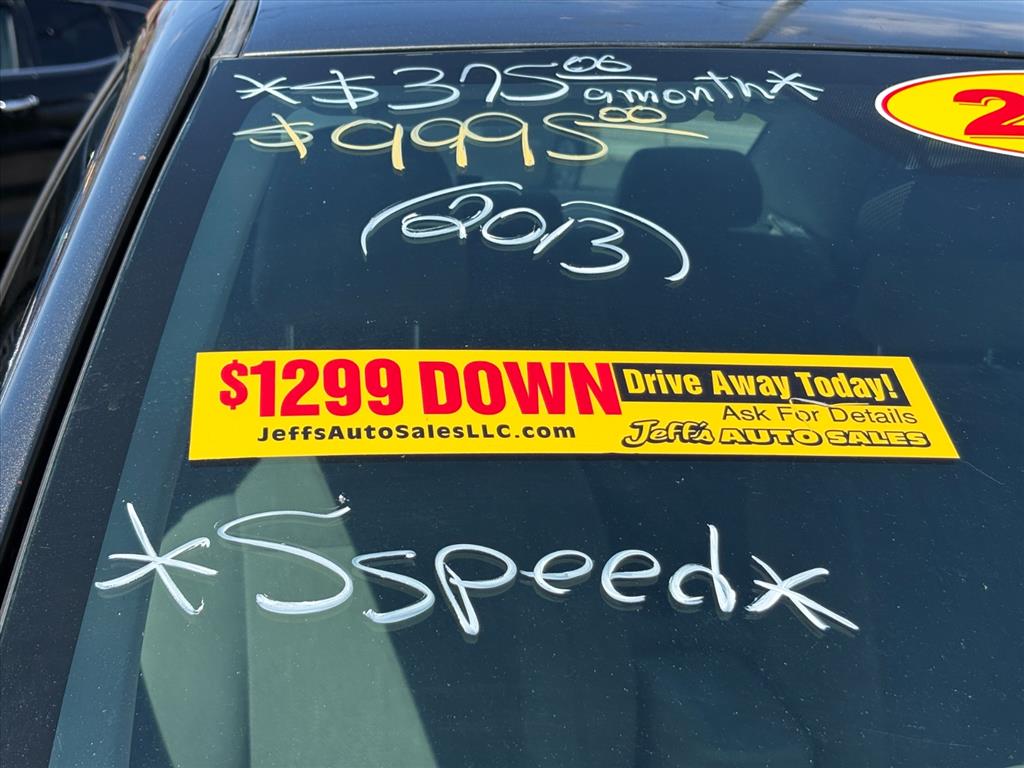 *$375 00 a month*
$9995 00
(2013)
$1299 DOWN Drive Away Today!
Ask For Details
JeffsAutoSalesLLC.com Jeff's AUTO SALES
*5speed*
2